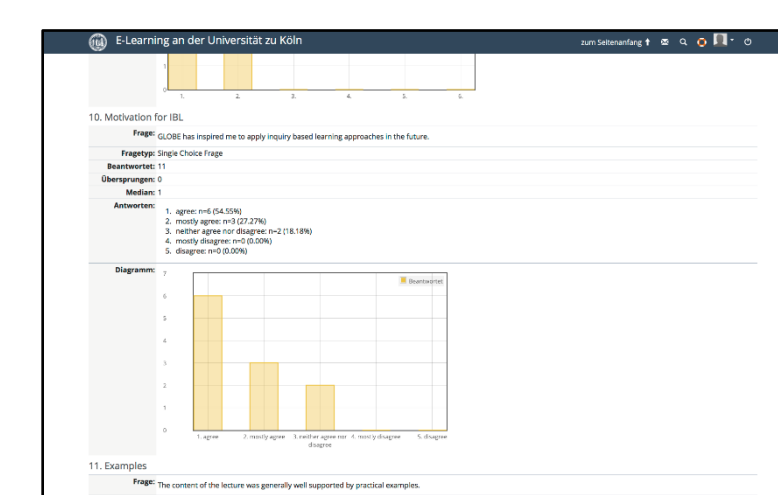 E-Learning an der Universität zu Köln
zum Seitenanfang
1
0
1. 2. 3. 4. 5. 6.
10. Motivation for IBL
Frage: GLOBE has inspired me to apply inquiry based learning approaches in the future.
Fragetyp: Single Choice Frage
Beantwortet: 11
Übersprungen: 0
Median: 1
Antworten:
1. agree: n=6 (54.55%)
2. mostly agree: n=3 (27.27%)
3. neither agree nor disagree: n=2 (18.18%)
4. mostly disagree: n=0 (0.00%)
5. disagree: n=0 (0.00%)
Diagramm:
Beantwortet
7
6
5
4
3
2
1
0
1. agree 2. mostly agree 3. neither agree nor disagree 4. mostly disagree 5. disagree
11. Examples
Frage: The content of the lecture was generally well supported by practical examples.